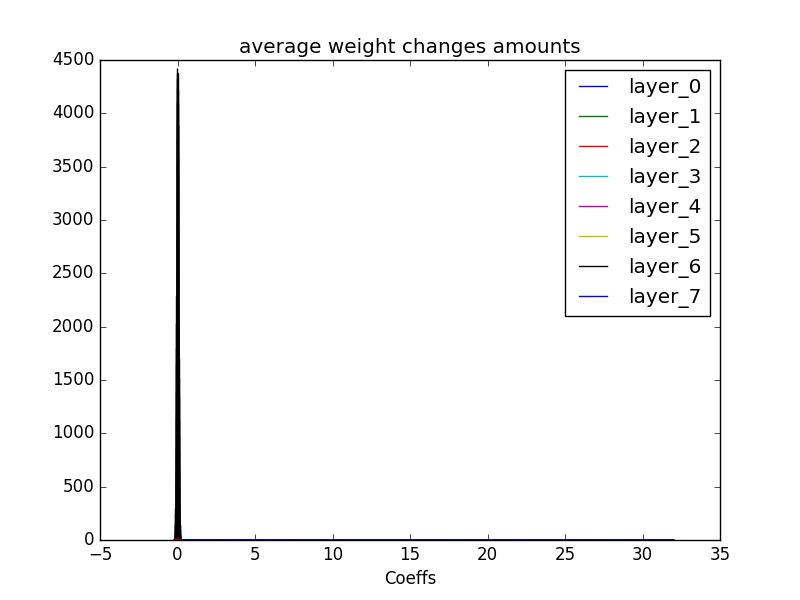 average weight changes amounts
4500
4000
3500
3000
2500
2000
1500
1000
500
0
layer_0
layer_1
layer_2
layer_3
layer_4
layer_5
layer_6
layer_7
−5 0 5 10 15 20 25 30 35
Coeffs